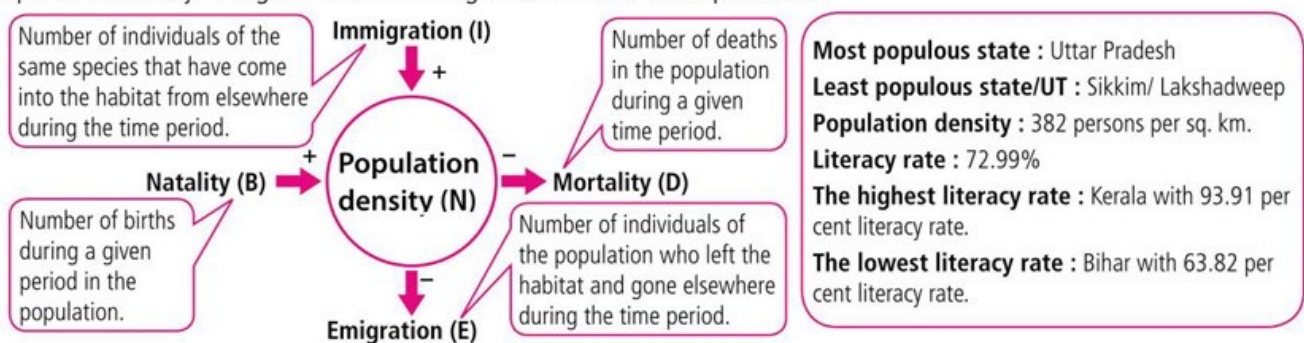 Number of individuals of the
same species that have come
into the habitat from elsewhere
during the time period.
Immigration (I)
+
Number of deaths
in the population
during a given
time period.
Natality (B)
+
Population
density (N)
–
Mortality (D)
Number of births
during a given
period in the
population.
–
Emigration (E)
Number of individuals of
the population who left the
habitat and gone elsewhere
during the time period.
Most populous state : Uttar Pradesh
Least populous state/UT : Sikkim/ Lakshadweep
Population density : 382 persons per sq. km.
Literacy rate : 72.99%
The highest literacy rate : Kerala with 93.91 per
cent literacy rate.
The lowest literacy rate : Bihar with 63.82 per
cent literacy rate.